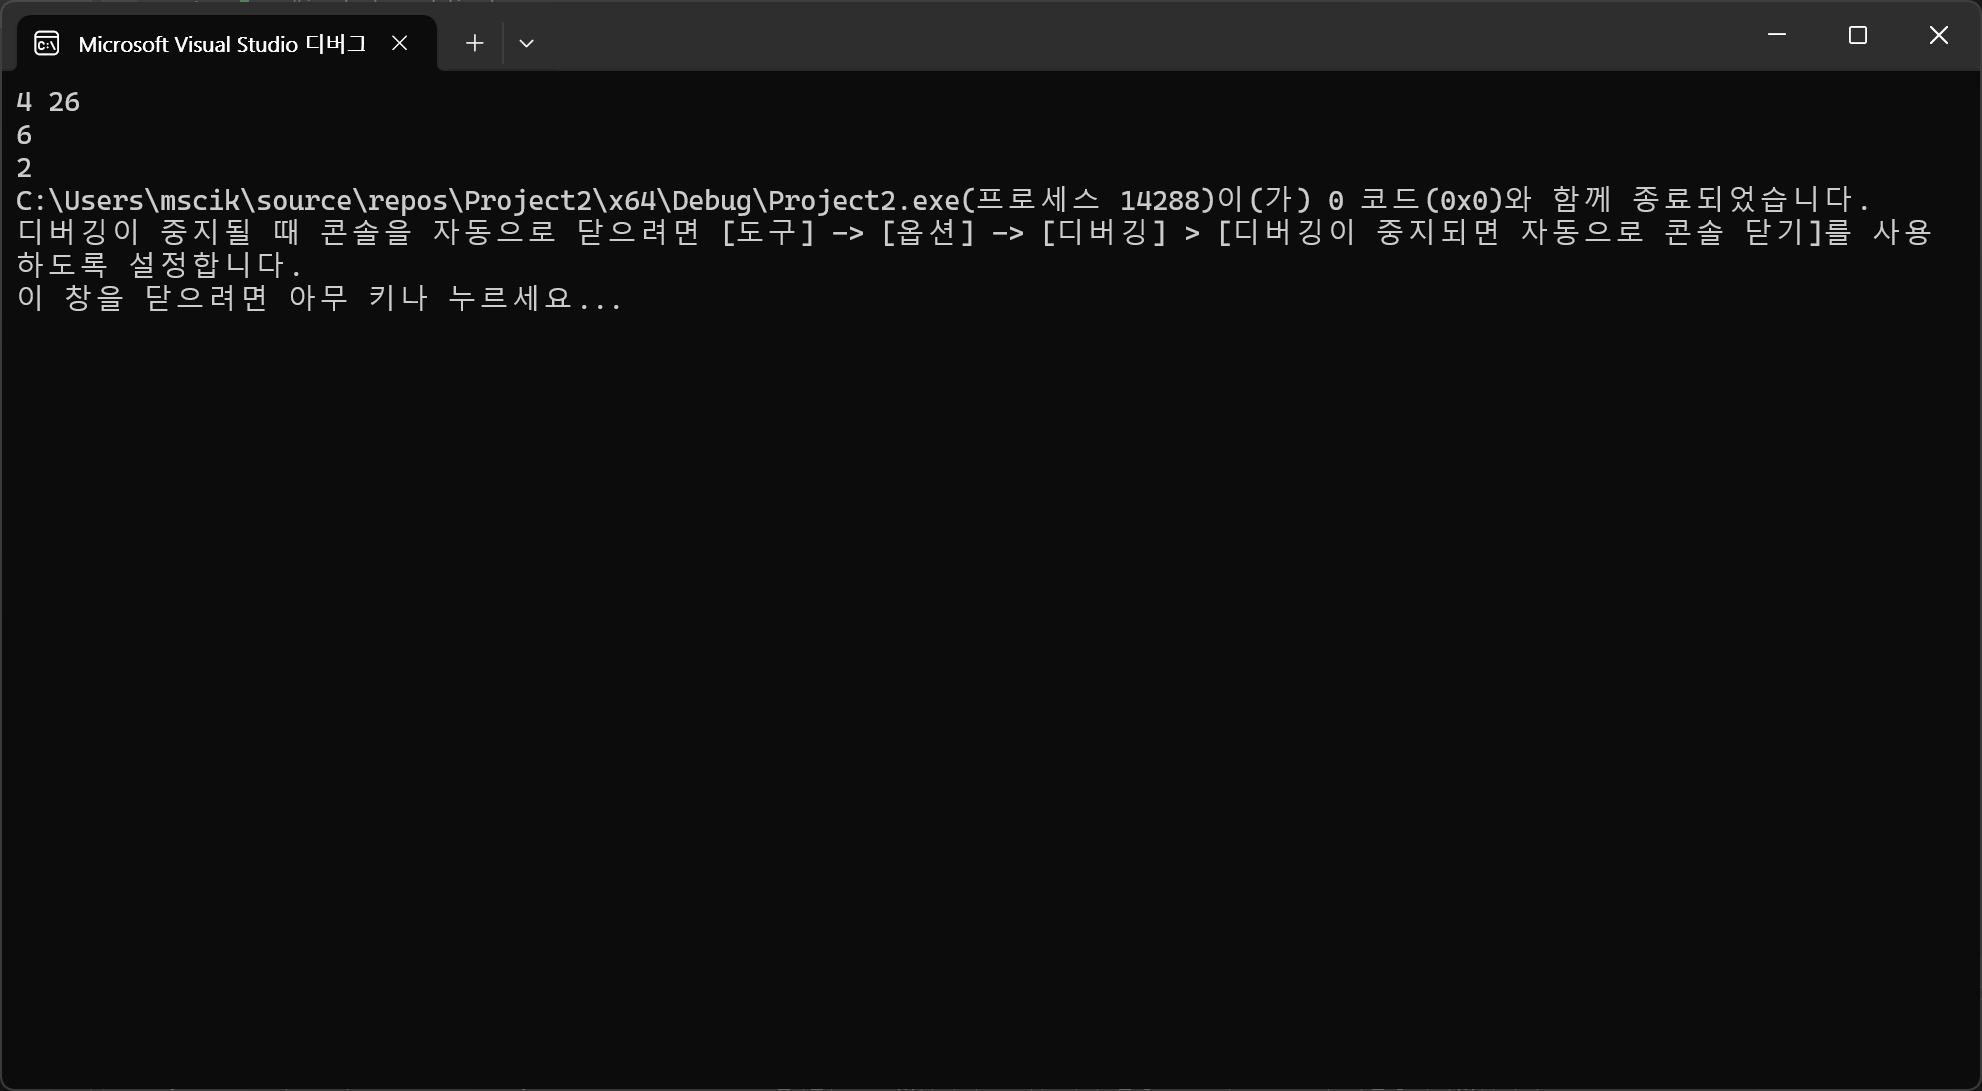 Microsoft Visual Studio 디버그
4 26
6
2
C:\Users\mscik\source\repos\Project2\x64\Debug\Project2.exe(프로세스 14288)이(가) 0 코드(0x0)와 함께 종료되었습니다.
디버깅이 중지될 때 콘솔을 자동으로 닫으려면 [도구] -> [옵션] -> [디버깅] > [디버깅이 중지되면 자동으로 콘솔 닫기]를 사용
하도록 설정합니다.
이 창을 닫으려면 아무 키나 누르세요...